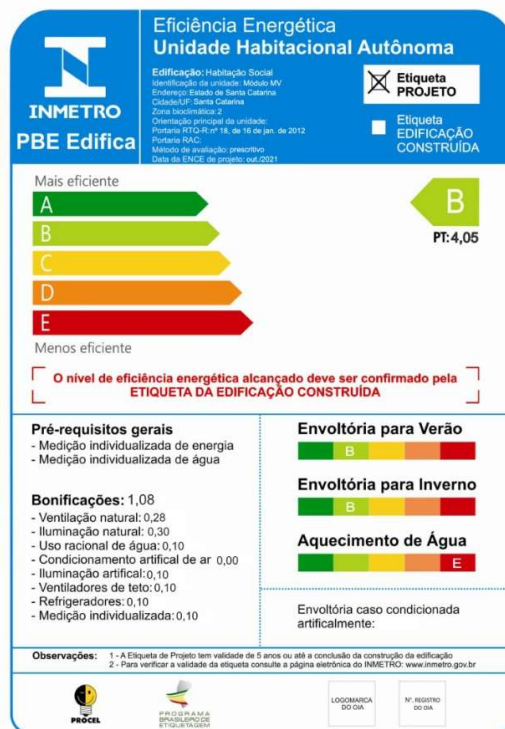 Eficiência Energética
Unidade Habitacional Autônoma
INMETRO
PBE Edifica
Edificação: Habitação Social
Identificação da unidade: Módulo MV
Endereço: Estado de Santa Catarina
Cidade/UF: Santa Catarina
Zona bioclimática: 2
Orientação principal da unidade:
Portaria RTQ-R: nº 18, de 16 de jan. de 2012
Portaria RAC:
Método de avaliação: prescritivo
Data da ENCE de projeto: out./2021
Etiqueta
PROJETO
Etiqueta
EDIFICAÇÃO
CONSTRUÍDA
Mais eficiente
A
B
C
D
E
Menos eficiente
B
PT:4,05
O nível de eficiência energética alcançado deve ser confirmado pela
ETIQUETA DA EDIFICAÇÃO CONSTRUÍDA
Pré-requisitos gerais
- Medição individualizada de energia
- Medição individualizada de água
Bonificações: 1,08
- Ventilação natural: 0,28
- Iluminação natural: 0,30
- Uso racional de água: 0,10
- Condicionamento artifical de ar 0,00
- Iluminação artifical: 0,10
- Ventiladores de teto: 0,10
- Refrigeradores: 0,10
- Medição individualizada: 0,10
Envoltória para Verão
B
Envoltória para Inverno
B
Aquecimento de Água
E
Envoltória caso condicionada
artificalmente:
Observações: 1 - A Etiqueta de Projeto tem validade de 5 anos ou até a conclusão da construção da edificação
2 - Para verificar a validade da etiqueta consulte a página eletrônica do INMETRO: www.inmetro.gov.br
PROCEL
PROGRAMA
BRASILEIRO DE
ETIQUETAGEM
LOGOMARCA
DO OIA
Nº. REGISTRO
DO OIA